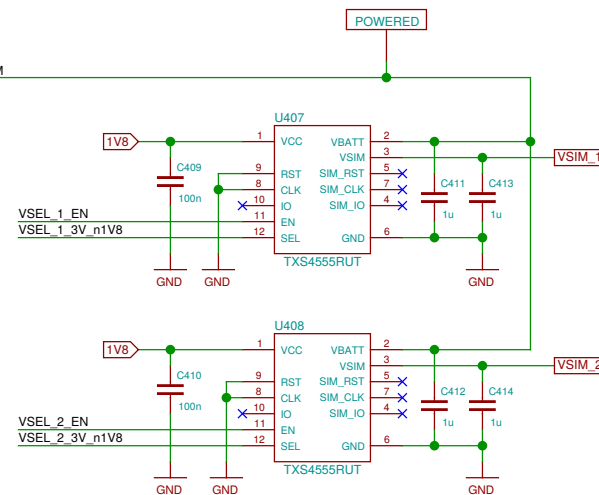 POWERED
M
U407
1V8
1 VCC VBATT 2
VSIM 3
VSIM_1
C409
100n
9 RST SIM_RST 5
8 CLK SIM_CLK 7
10 IO SIM_IO 4
C411
1u
C413
1u
VSEL_1_EN
11 EN
VSEL_1_3V_n1V8
12 SEL GND 6
TXS4555RUT
GND
GND
GND
U408
1V8
1 VCC VBATT 2
VSIM 3
VSIM_2
C410
100n
9 RST SIM_RST 5
8 CLK SIM_CLK 7
10 IO SIM_IO 4
C412
1u
C414
1u
VSEL_2_EN
11 EN
VSEL_2_3V_n1V8
12 SEL GND 6
TXS4555RUT
GND
GND
GND